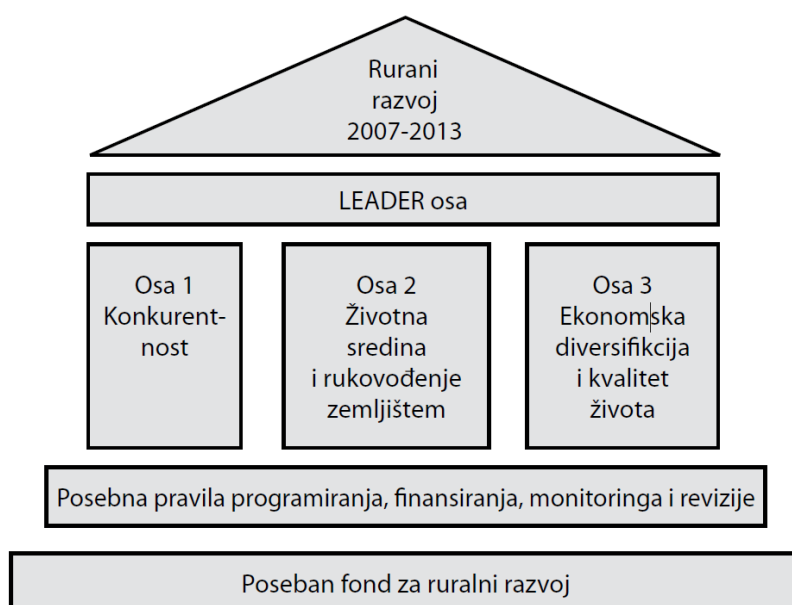 Rurani
razvoj
2007-2013
LEADER osa
Osa 1
Konkurent-
nost
Osa 2
Životna
sredina
i rukovođenje
zemljištem
Osa 3
Ekonomska
diversifikcija
i kvalitet
života
Posebna pravila programiranja, finansiranja, monitoringa i revizije
Poseban fond za ruralni razvoj